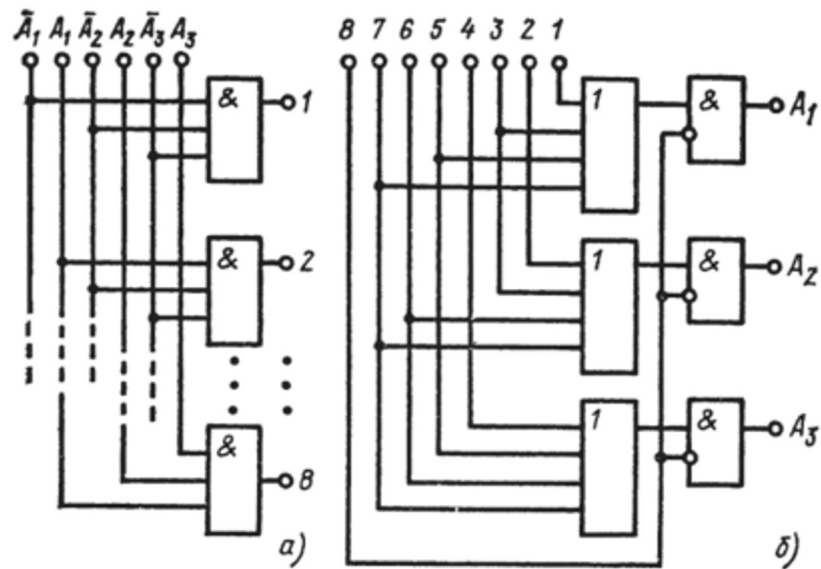 Ā₁ A₁ Ā₂ A₂ Ā₃ A₃
& 1
& 2
& 8
а)
8 7 6 5 4 3 2 1
1 & A₁
1 & A₂
1 & A₃
б)